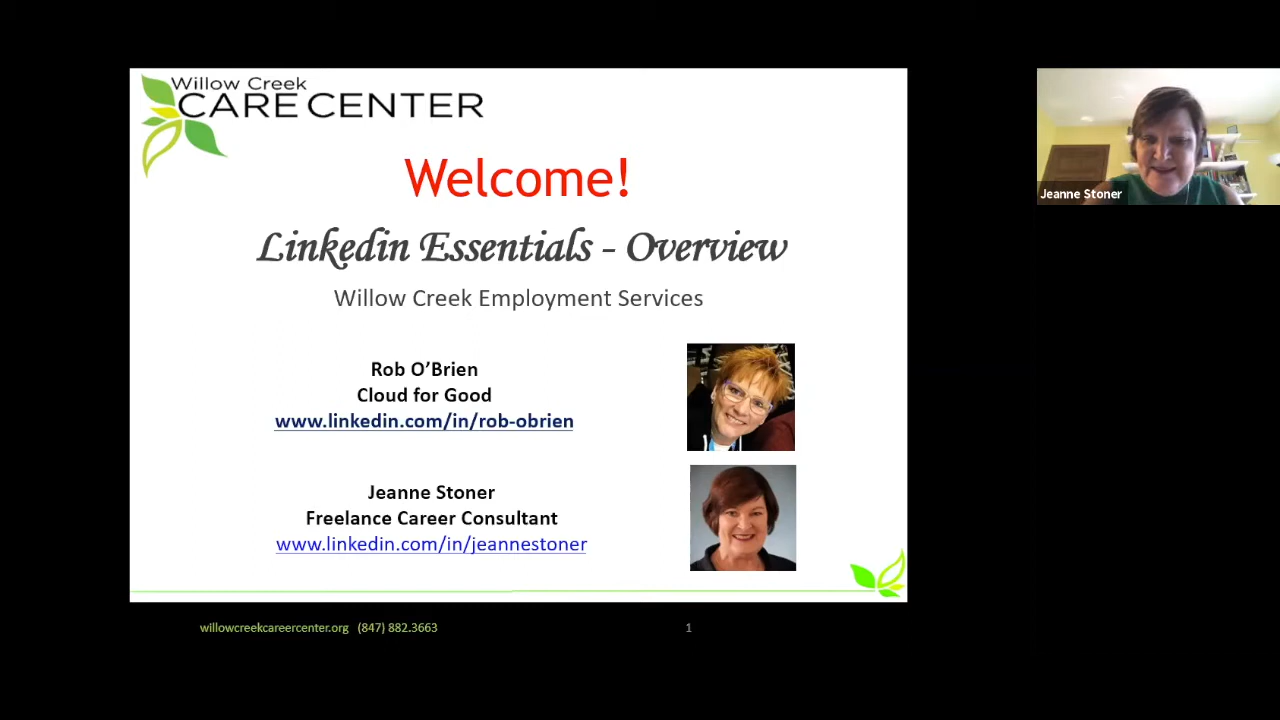 Willow Creek
CARE CENTER
Welcome!
Linkedin Essentials - Overview
Willow Creek Employment Services
Rob O’Brien
Cloud for Good
www.linkedin.com/in/rob-obrien
Jeanne Stoner
Freelance Career Consultant
www.linkedin.com/in/jeannestoner
willowcreekcareercenter.org (847) 882.3663
1
Jeanne Stoner